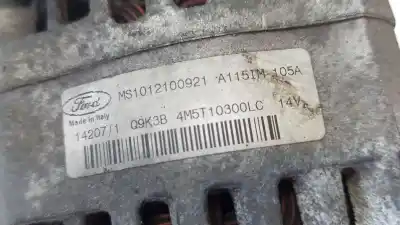 Ford
Made in Italy
MS1012100921 A115IM 105A
14207/1 Q9K3B 4M5T10300LC 14V